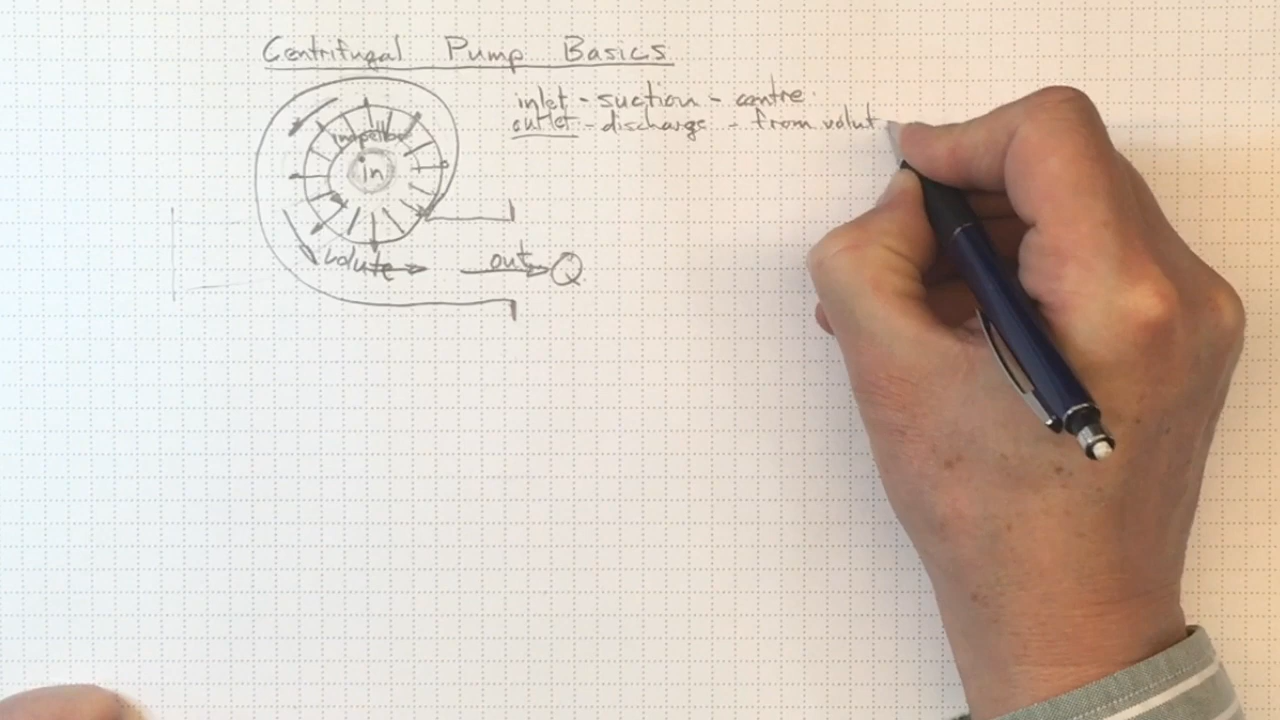 Centrifugal Pump Basics
inlet - suction - centre
outlet - discharge - from volut
impeller
in
volute
out
Q